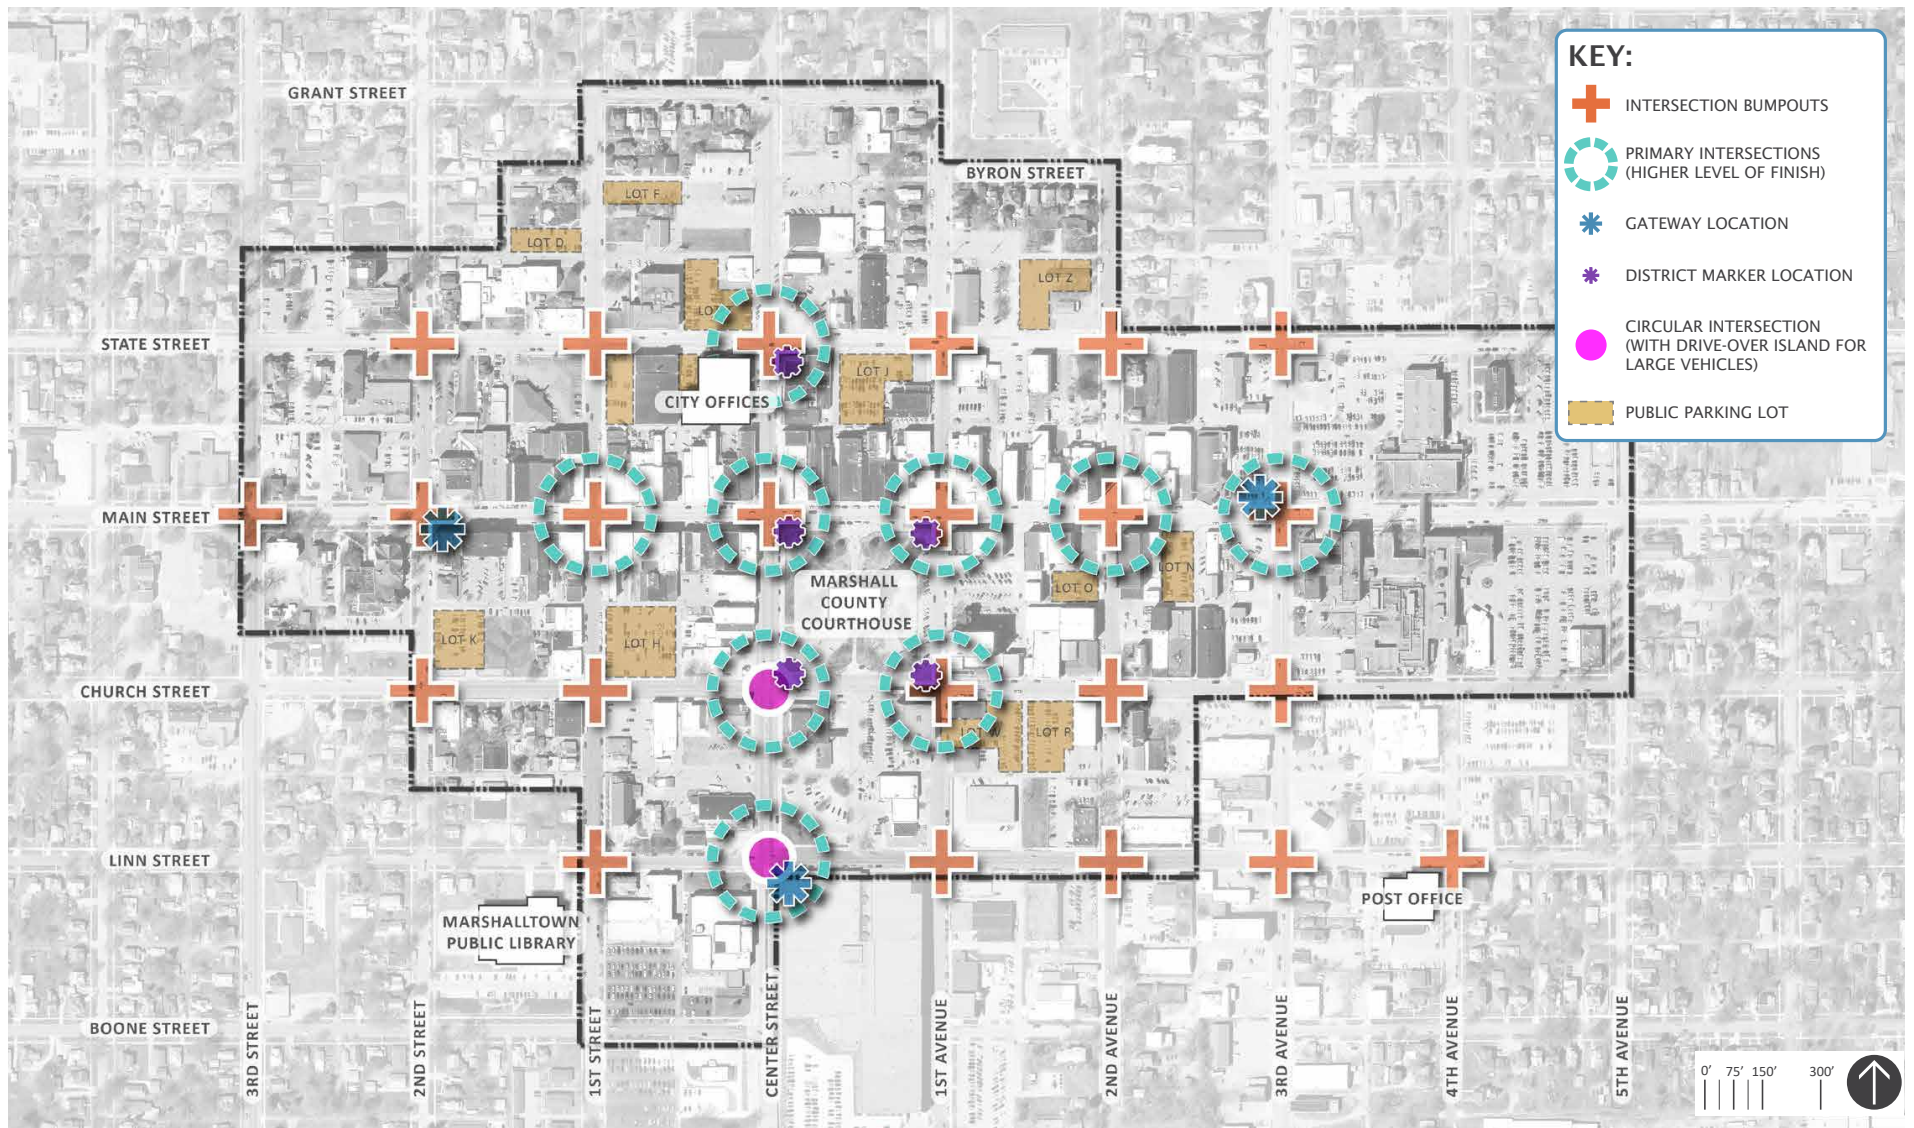 KEY:
INTERSECTION BUMPOUTS
PRIMARY INTERSECTIONS
(HIGHER LEVEL OF FINISH)
GATEWAY LOCATION
DISTRICT MARKER LOCATION
CIRCULAR INTERSECTION
(WITH DRIVE-OVER ISLAND FOR
LARGE VEHICLES)
PUBLIC PARKING LOT
GRANT STREET
BYRON STREET
LOT F
LOT D
LOT Z
STATE STREET
LOT J
CITY OFFICES
MAIN STREET
LOT N
LOT O
MARSHALL
COUNTY
COURTHOUSE
LOT K
LOT H
CHURCH STREET
LOT W
LOT P
LINN STREET
POST OFFICE
MARSHALLTOWN
PUBLIC LIBRARY
BOONE STREET
3RD STREET
2ND STREET
1ST STREET
CENTER STREET
1ST AVENUE
2ND AVENUE
3RD AVENUE
4TH AVENUE
5TH AVENUE
0' 75' 150' 300'